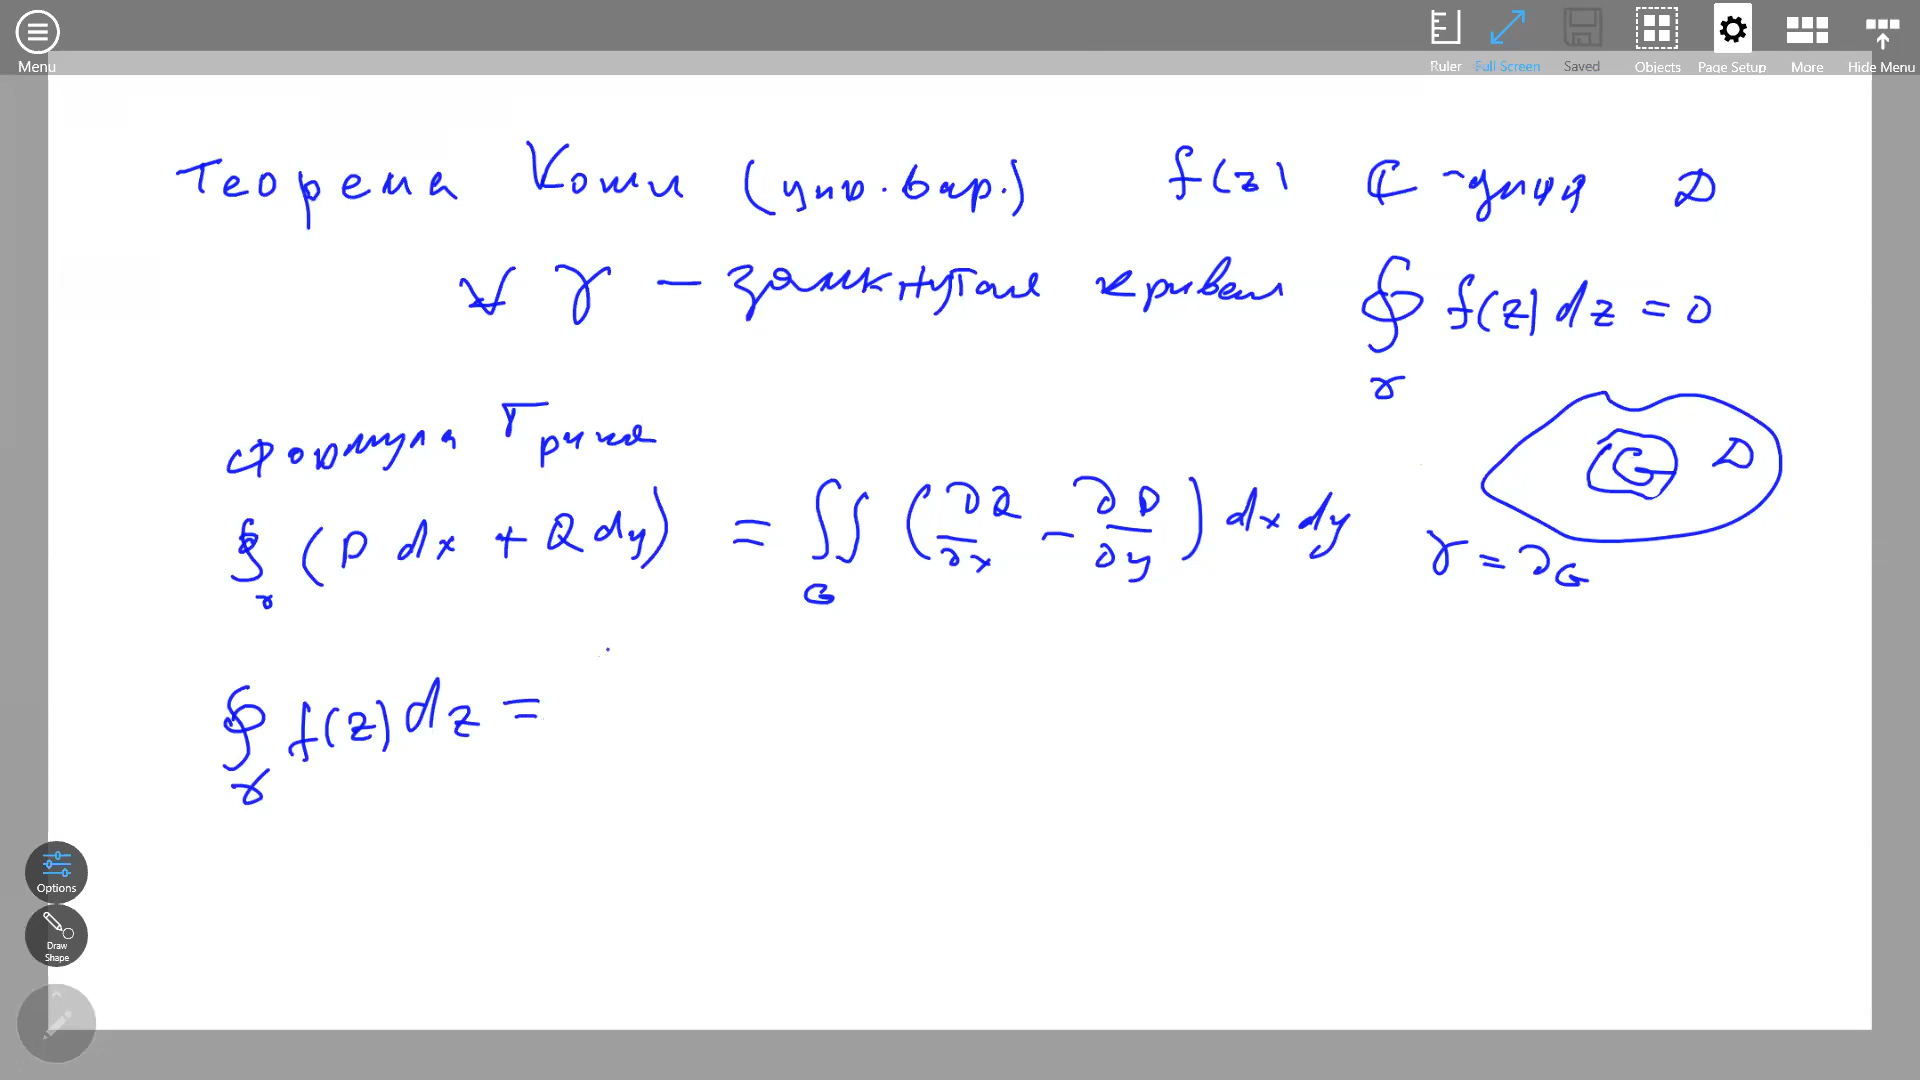 Menu
Ruler Full Screen Saved Objects Page Setup More Hide Menu
Теорема Коши (упр. вар.) f(z) ℂ-дифф D
∀ γ — замкнутая кривая ∮_γ f(z) dz = 0
Формула Грина
G D
∮_γ (P dx + Q dy) = ∬_G (∂Q/∂x − ∂P/∂y) dx dy γ = ∂G
∮_γ f(z) dz =
Options
Draw Shape